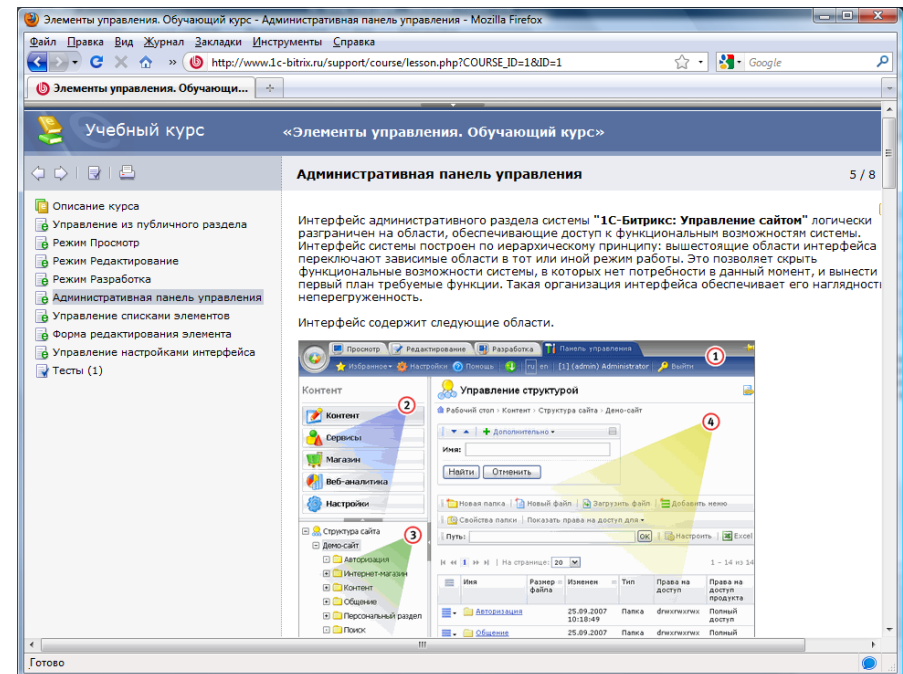 Элементы управления. Обучающий курс - Административная панель управления - Mozilla Firefox
Файл Правка Вид Журнал Закладки Инструменты Справка
http://www.1c-bitrix.ru/support/course/lesson.php?COURSE_ID=1&ID=1
Google
Элементы управления. Обучающи...
Учебный курс
«Элементы управления. Обучающий курс»
Административная панель управления
5 / 8
Описание курса
Управление из публичного раздела
Режим Просмотр
Режим Редактирование
Режим Разработка
Административная панель управления
Управление списками элементов
Форма редактирования элемента
Управление настройками интерфейса
Тесты (1)
Интерфейс административного раздела системы "1С-Битрикс: Управление сайтом" логически
разграничен на области, обеспечивающие доступ к функциональным возможностям системы.
Интерфейс системы построен по иерархическому принципу: вышестоящие области интерфейса
переключают зависимые области в тот или иной режим работы. Это позволяет скрыть
функциональные возможности системы, в которых нет потребности в данный момент, и вынести
первый план требуемые функции. Такая организация интерфейса обеспечивает его наглядность
неперегруженность.
Интерфейс содержит следующие области.
Просмотр Редактирование Разработка Панель управления
1
Избранное Настройки Помощь ru en [1] (admin) Administrator Выйти
Контент
2
Контент
Сервисы
Магазин
Веб-аналитика
Настройки
Структура сайта
3
Демо-сайт
Авторизация
Интернет-магазин
Контент
Общение
Персональный раздел
Поиск
Управление структурой
Рабочий стол › Контент › Структура сайта › Демо-сайт
4
Дополнительно
Имя:
Найти Отменить
Новая папка Новый файл Загрузить файл Добавить меню
Свойства папки Показать права на доступ для
Путь: OK Настроить Excel
1 На странице: 20 1 - 14 из 14
Имя Размер файла Изменен Тип Права на доступ Права на доступ продукта
Авторизация 25.09.2007 10:18:49 Папка drwxrwxrwx Полный доступ
Общение 25.09.2007 Папка drwxrwxrwx Полный
Готово